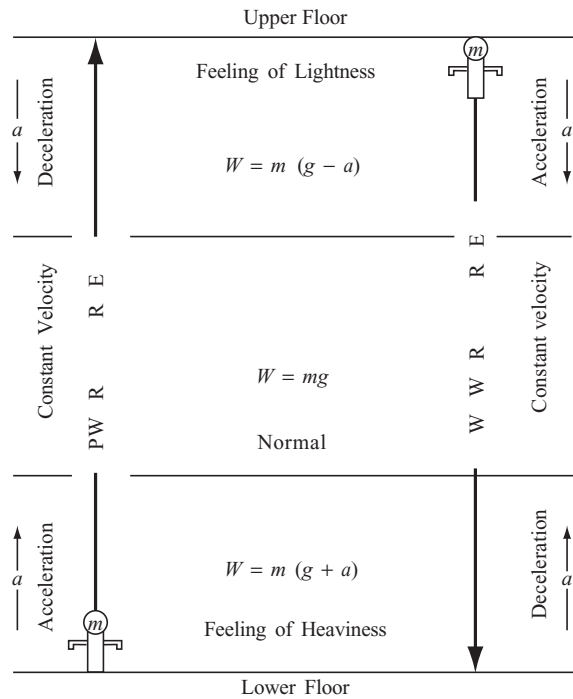 Upper Floor
m
Feeling of Lightness
a
Deceleration
Acceleration
a
W = m (g − a)
PW R R E
W W R R E
Constant Velocity
Constant velocity
W = mg
Normal
a
Acceleration
Deceleration
a
W = m (g + a)
m
Feeling of Heaviness
Lower Floor